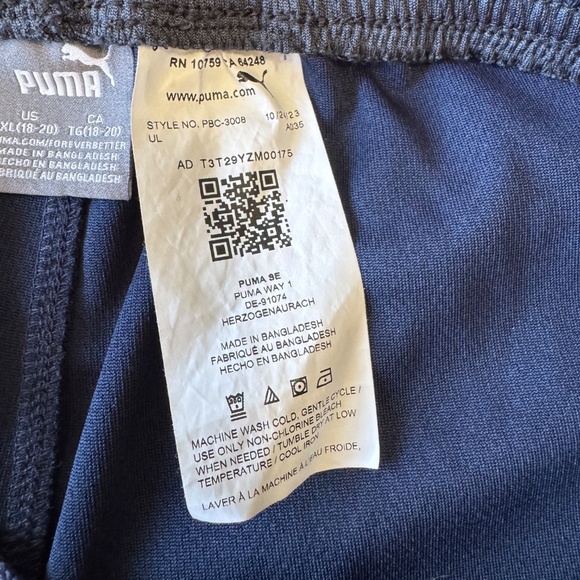 PUMA
US CA
XL(18-20) TG(18-20)
PUMA.COM/FOREVERBETTER
MADE IN BANGLADESH
HECHO EN BANGLADESH
FABRIQUÉ AU BANGLADESH
RN 10759 CA 64248
www.puma.com
STYLE NO. PBC-3008 10/2023
UL A035
AD T3T29YZM00175
PUMA SE
PUMA WAY 1
DE-91074
HERZOGENAURACH
MADE IN BANGLADESH
FABRIQUÉ AU BANGLADESH
HECHO EN BANGLADESH
MACHINE WASH COLD, GENTLE CYCLE /
USE ONLY NON-CHLORINE BLEACH
WHEN NEEDED / TUMBLE DRY AT LOW
TEMPERATURE / COOL IRON
LAVER À LA MACHINE À L'EAU FROIDE,